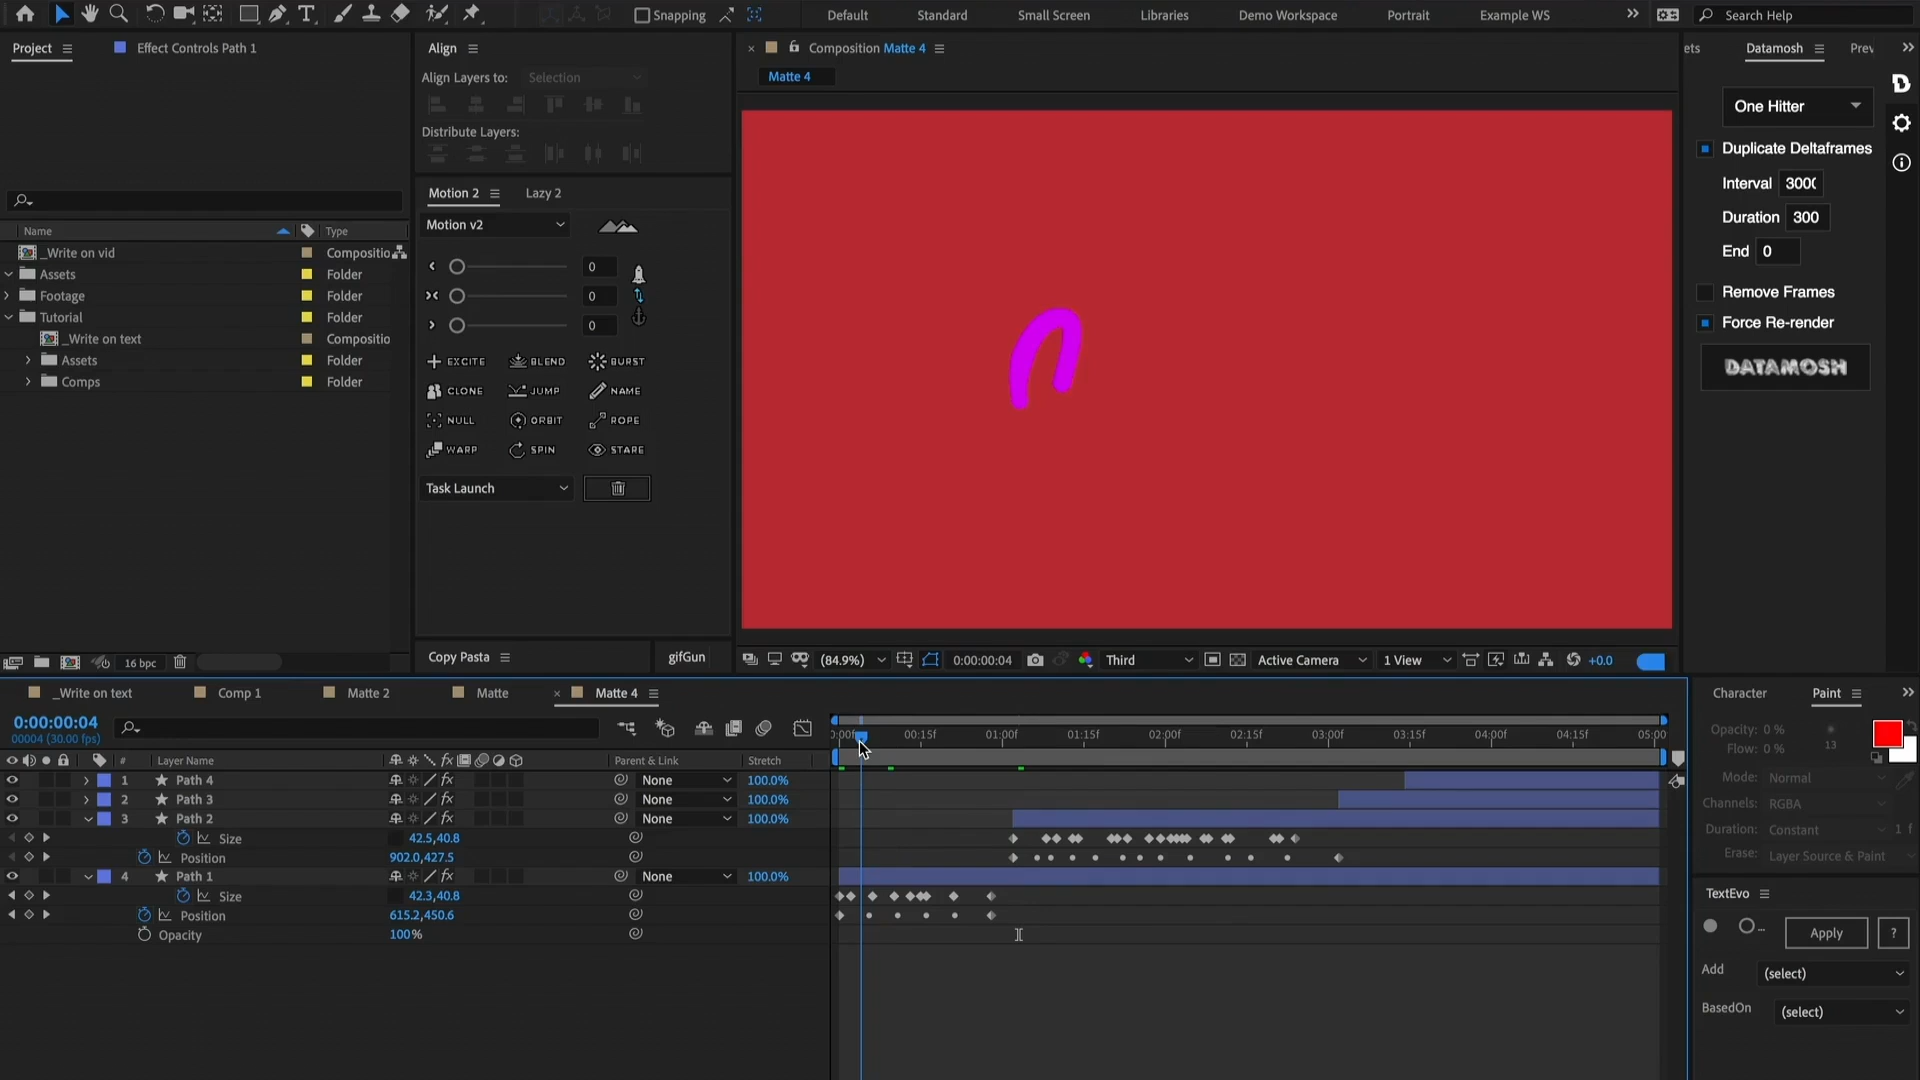 Snapping
Default
Standard
Small Screen
Libraries
Demo Workspace
Portrait
Example WS
Search Help
Project
Effect Controls Path 1
Name
Type
_Write on vid
Compositio
Assets
Folder
Footage
Folder
Tutorial
Folder
_Write on text
Compositio
Assets
Folder
Comps
Folder
16 bpc
Align
Align Layers to:
Selection
Distribute Layers:
Motion 2
Lazy 2
Motion v2
0
0
0
EXCITE
BLEND
BURST
CLONE
JUMP
NAME
NULL
ORBIT
ROPE
WARP
SPIN
STARE
Task Launch
Copy Pasta
gifGun
Composition Matte 4
Matte 4
(84.9%)
0:00:00:04
Third
Active Camera
1 View
+0.0
ets
Datamosh
Prev
One Hitter
Duplicate Deltaframes
Interval
3000
Duration
300
End
0
Remove Frames
Force Re-render
DATAMOSH
_Write on text
Comp 1
Matte 2
Matte
Matte 4
0:00:00:04
00004 (30.00 fps)
# Layer Name
Parent & Link
Stretch
1 Path 4 None 100.0%
2 Path 3 None 100.0%
3 Path 2 None 100.0%
Size 42.5,40.8
Position 902.0,427.5
4 Path 1 None 100.0%
Size 42.3,40.8
Position 615.2,450.6
Opacity 100%
0:00f 00:15f 01:00f 01:15f 02:00f 02:15f 03:00f 03:15f 04:00f 04:15f 05:00
Character
Paint
Opacity: 0 %
Flow: 0 %
13
Mode: Normal
Channels: RGBA
Duration: Constant 1 f
Erase: Layer Source & Paint
TextEvo
...
Apply
?
Add (select)
BasedOn (select)